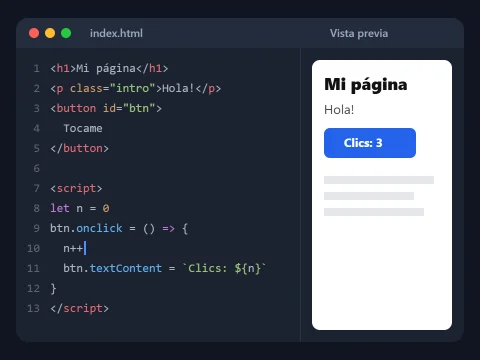 index.html
Vista previa
1 <h1>Mi página</h1>
2 <p class="intro">Hola!</p>
3 <button id="btn">
4 Tocame
5 </button>
6
7 <script>
8 let n = 0
9 btn.onclick = () => {
10 n++
11 btn.textContent = `Clics: ${n}`
12 }
13 </script>
Mi página
Hola!
Clics: 3